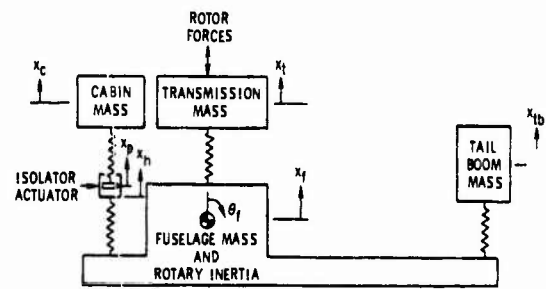 ROTOR
FORCES
x_c
CABIN
MASS
TRANSMISSION
MASS
x_t
x_tb
TAIL
BOOM
MASS
x_p
x_h
ISOLATOR
ACTUATOR
x_f
θ_f
FUSELAGE MASS
AND
ROTARY INERTIA